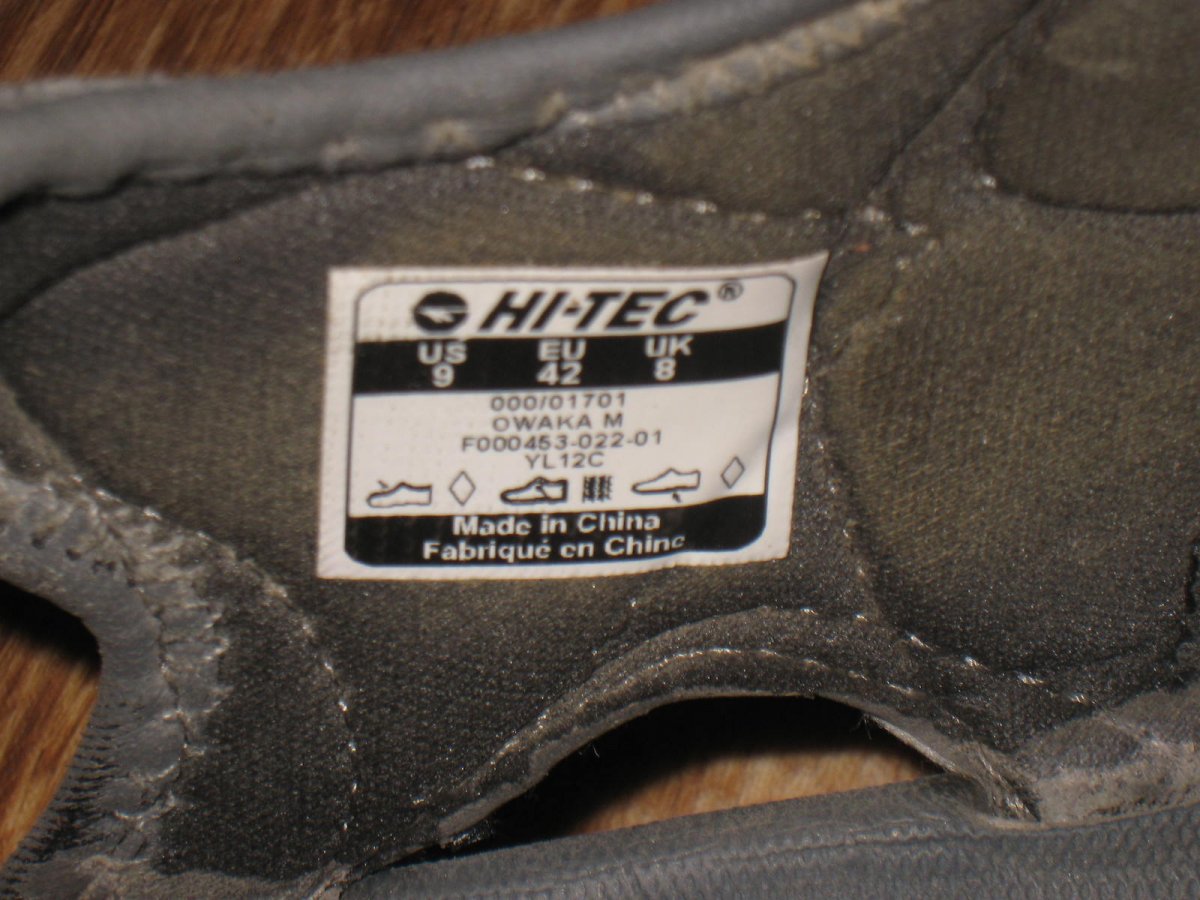 HI-TEC®
US EU UK
9 42 8
000/01701
OWAKA M
F000453-022-01
YL12C
Made in China
Fabriqué en Chine